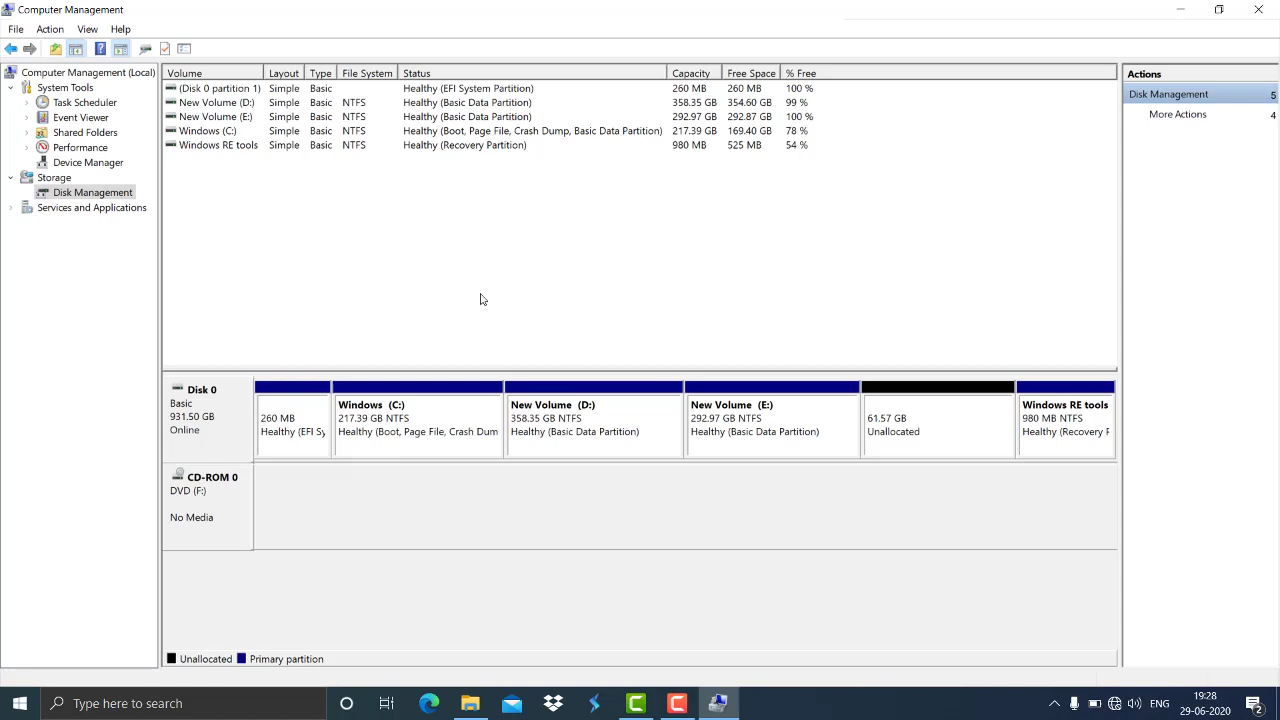 Computer Management
File Action View Help
Computer Management (Local)
System Tools
Task Scheduler
Event Viewer
Shared Folders
Performance
Device Manager
Storage
Disk Management
Services and Applications
Volume Layout Type File System Status Capacity Free Space % Free
(Disk 0 partition 1) Simple Basic Healthy (EFI System Partition) 260 MB 260 MB 100 %
New Volume (D:) Simple Basic NTFS Healthy (Basic Data Partition) 358.35 GB 354.60 GB 99 %
New Volume (E:) Simple Basic NTFS Healthy (Basic Data Partition) 292.97 GB 292.87 GB 100 %
Windows (C:) Simple Basic NTFS Healthy (Boot, Page File, Crash Dump, Basic Data Partition) 217.39 GB 169.40 GB 78 %
Windows RE tools Simple Basic NTFS Healthy (Recovery Partition) 980 MB 525 MB 54 %
Disk 0
Basic
931.50 GB
Online
260 MB
Healthy (EFI Sy
Windows (C:)
217.39 GB NTFS
Healthy (Boot, Page File, Crash Dum
New Volume (D:)
358.35 GB NTFS
Healthy (Basic Data Partition)
New Volume (E:)
292.97 GB NTFS
Healthy (Basic Data Partition)
61.57 GB
Unallocated
Windows RE tools
980 MB NTFS
Healthy (Recovery P
CD-ROM 0
DVD (F:)
No Media
Unallocated Primary partition
Actions
Disk Management 5
More Actions 4
Type here to search
ENG
19:28
29-06-2020
2